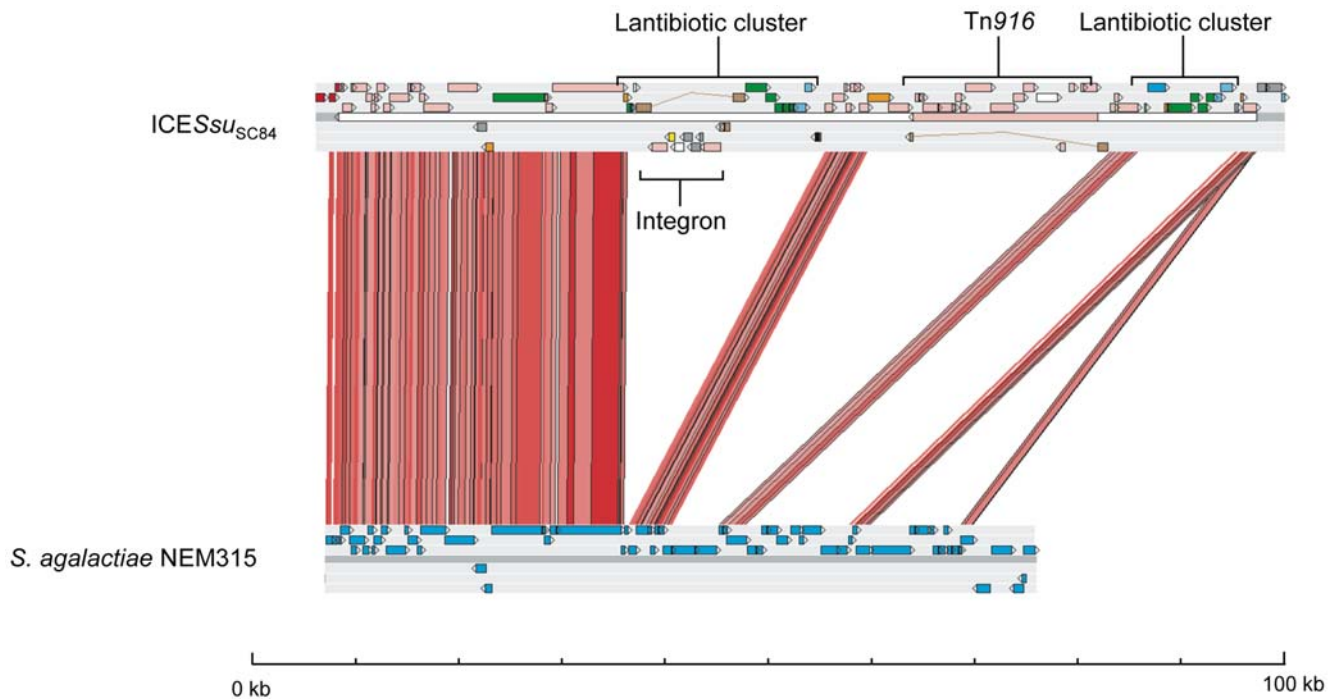 Lantibiotic cluster
Tn916
Lantibiotic cluster
ICESsuSC84
Integron
S. agalactiae NEM315
0 kb
100 kb